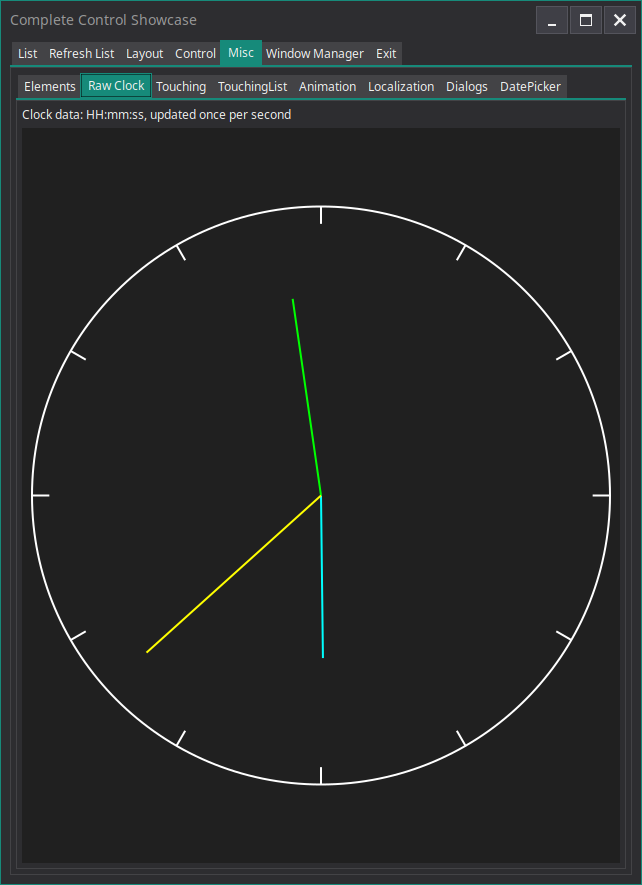 Complete Control Showcase
List Refresh List Layout Control Misc Window Manager Exit
Elements Raw Clock Touching TouchingList Animation Localization Dialogs DatePicker
Clock data: HH:mm:ss, updated once per second